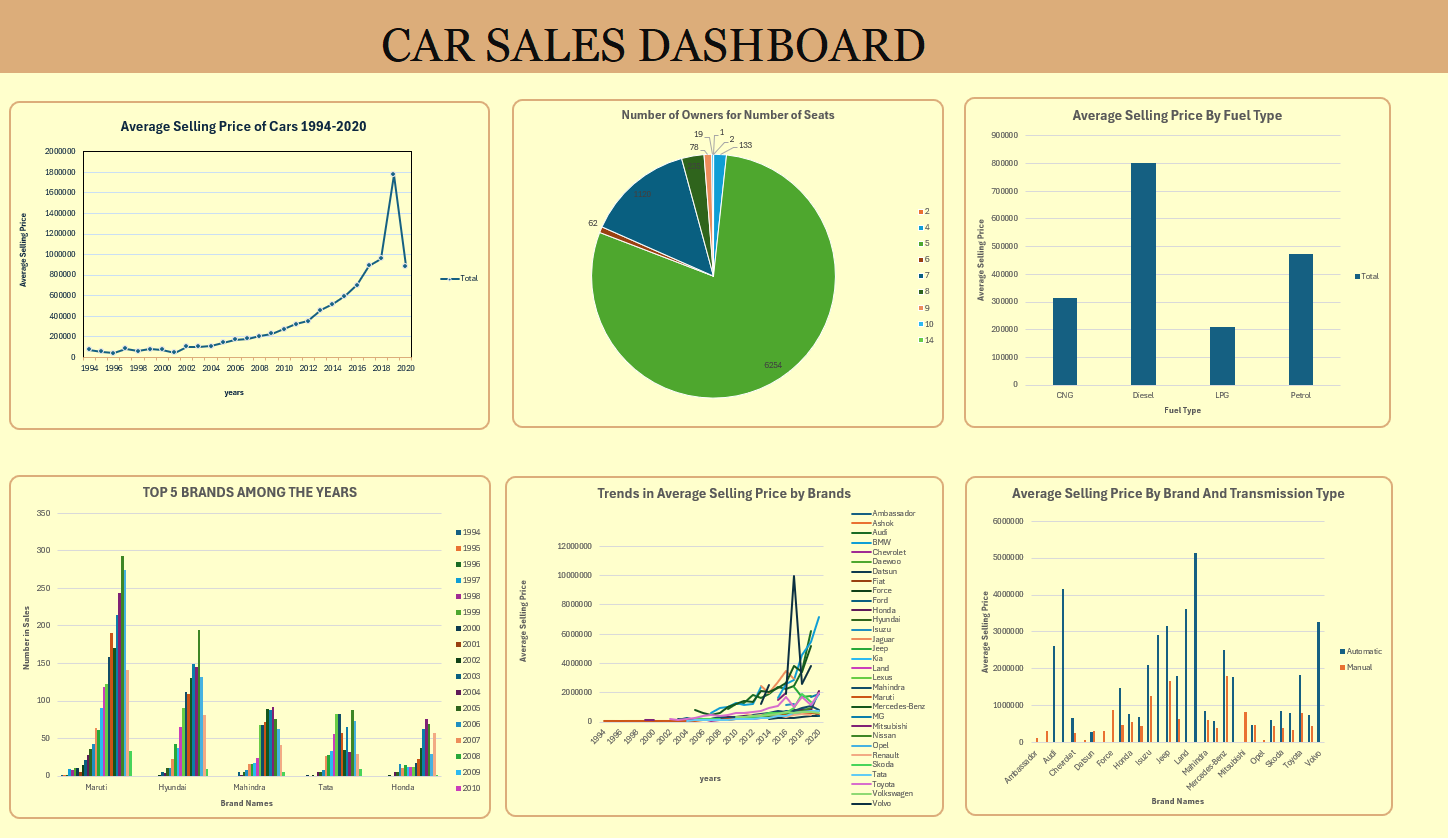 CAR SALES DASHBOARD
Average Selling Price of Cars 1994-2020
2000000
1800000
1600000
1400000
1200000
1000000
800000
600000
400000
200000
0
Average Selling Price
1994 1996 1998 2000 2002 2004 2006 2008 2010 2012 2014 2016 2018 2020
years
Total
Number of Owners for Number of Seats
19 1
78 2 133
62
6254
2
4
5
6
7
8
9
10
14
Average Selling Price By Fuel Type
900000
800000
700000
600000
500000
400000
300000
200000
100000
0
Average Selling Price
CNG Diesel LPG Petrol
Fuel Type
Total
TOP 5 BRANDS AMONG THE YEARS
350
300
250
200
150
100
50
0
Number in Sales
Maruti Hyundai Mahindra Tata Honda
Brand Names
1994
1995
1996
1997
1998
1999
2000
2001
2002
2003
2004
2005
2006
2007
2008
2009
2010
Trends in Average Selling Price by Brands
12000000
10000000
8000000
6000000
4000000
2000000
0
Average Selling Price
1994 1996 1998 2000 2002 2004 2006 2008 2010 2012 2014 2016 2018 2020
years
Ambassador
Ashok
Audi
BMW
Chevrolet
Daewoo
Datsun
Fiat
Force
Ford
Honda
Hyundai
Isuzu
Jaguar
Jeep
Kia
Land
Lexus
Mahindra
Maruti
Mercedes-Benz
MG
Mitsubishi
Nissan
Opel
Renault
Skoda
Tata
Toyota
Volkswagen
Volvo
Average Selling Price By Brand And Transmission Type
6000000
5000000
4000000
3000000
2000000
1000000
0
Average Selling Price
Ambassador Audi Chevrolet Datsun Force Honda Isuzu Jeep Land Mahindra Mercedes-Benz Mitsubishi Opel Skoda Toyota Volvo
Brand Names
Automatic
Manual